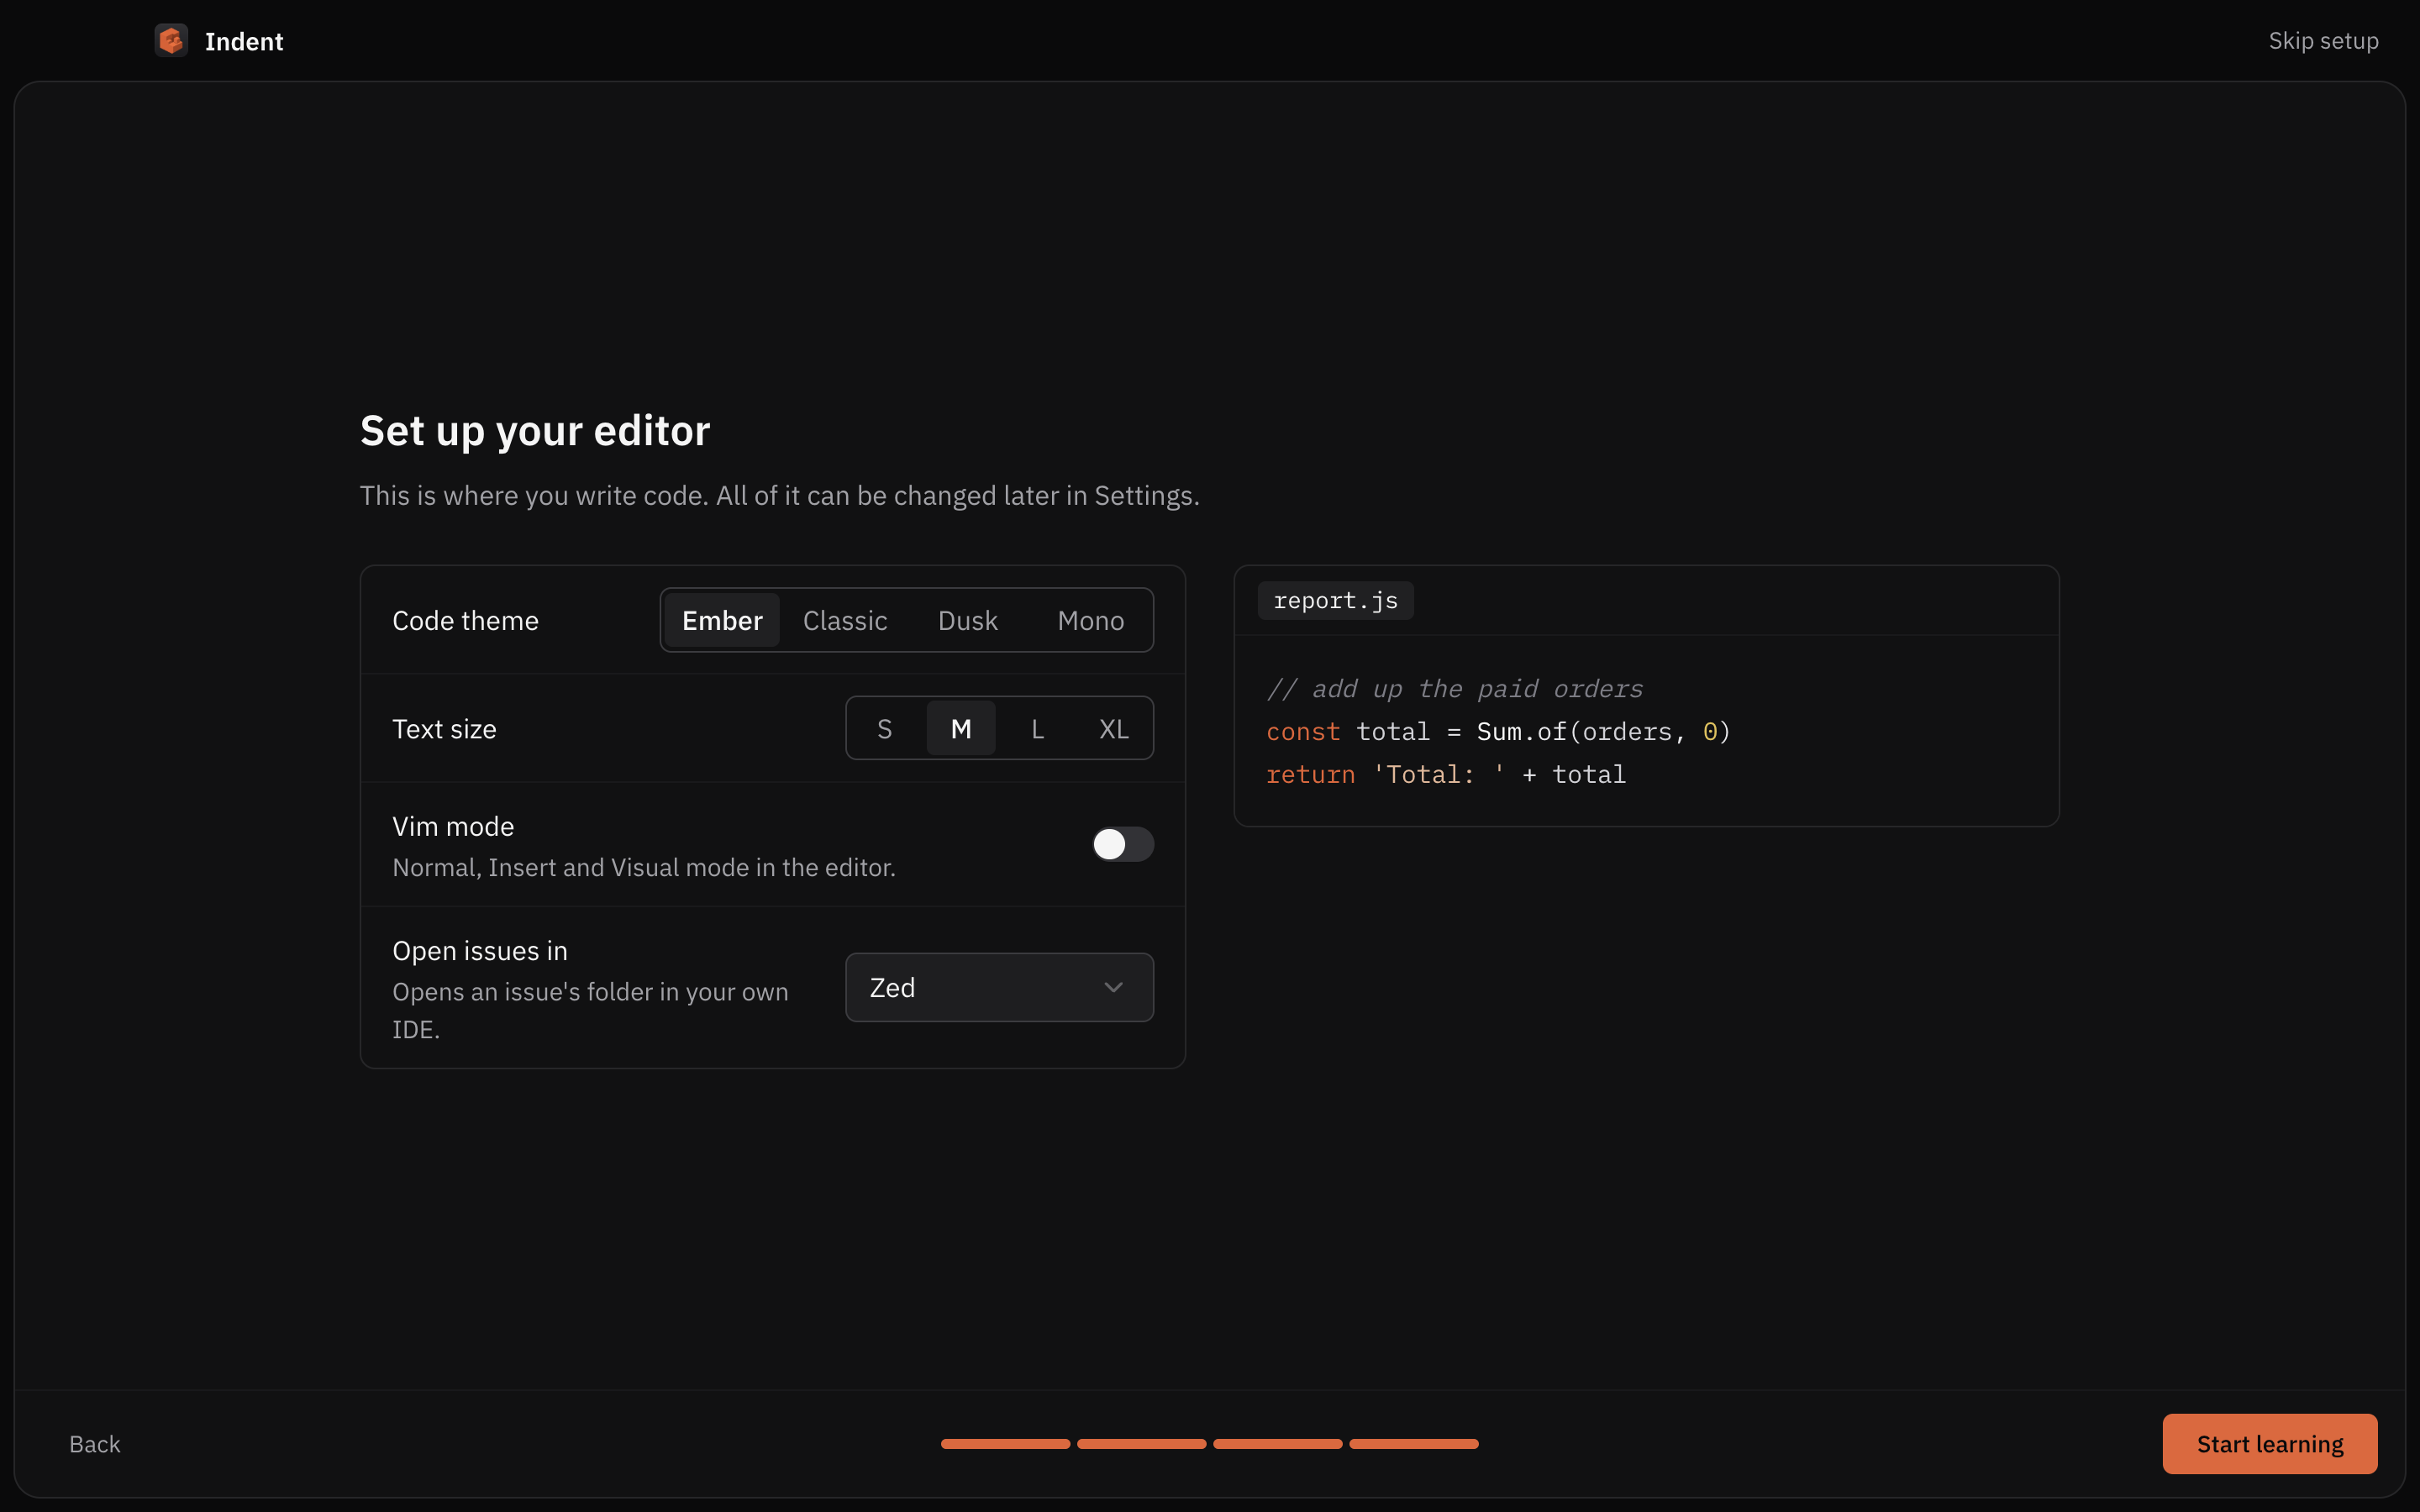 Indent
Skip setup
Set up your editor
This is where you write code. All of it can be changed later in Settings.
Code theme
Ember Classic Dusk Mono
Text size
S M L XL
Vim mode
Normal, Insert and Visual mode in the editor.
Open issues in
Opens an issue's folder in your own
IDE.
Zed
report.js
// add up the paid orders
const total = Sum.of(orders, 0)
return 'Total: ' + total
Back
Start learning